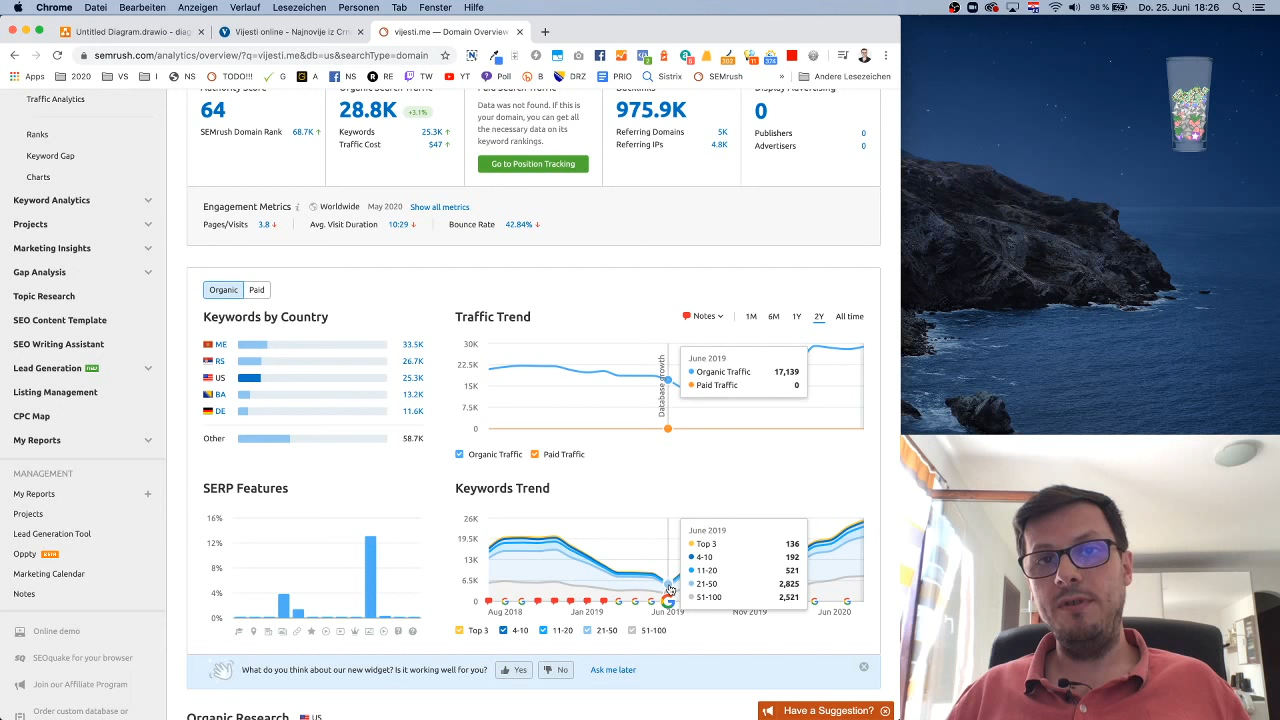 Chrome Datei Bearbeiten Anzeigen Verlauf Lesezeichen Personen Tab Fenster Hilfe 98 % Do. 25. Juni 18:26
Untitled Diagram.drawio - diag × Vijesti online - Najnovije iz Crn × vijesti.me — Domain Overview × +
semrush.com/analytics/overview/?q=vijesti.me&db=us&searchType=domain
Apps 2020 VS I NS TODO!!! G A NS RE TW YT Poll B DRZ PRIO Sistrix SEMrush » Andere Lesezeichen
Traffic Analytics
Ranks
Keyword Gap
Charts
Keyword Analytics
Projects
Marketing Insights
Gap Analysis
Topic Research
SEO Content Template
SEO Writing Assistant
Lead Generation new
Listing Management
CPC Map
My Reports
MANAGEMENT
My Reports +
Projects
Lead Generation Tool
Oppty BETA
Marketing Calendar
Notes
Online demo
SEOquake for your browser
Join our Affiliate Program
Order custom database or
64
SEMrush Domain Rank 68.7K ↑
28.8K +3.1%
Keywords 25.3K ↑
Traffic Cost $47 ↑
Data was not found. If this is
your domain, you can get all
the necessary data on its
keyword rankings.
Go to Position Tracking
975.9K
Referring Domains 5K
Referring IPs 4.8K
0
Publishers 0
Advertisers 0
Engagement Metrics i Worldwide May 2020 Show all metrics
Pages/Visits 3.8 ↓ Avg. Visit Duration 10:29 ↓ Bounce Rate 42.84% ↓
Organic Paid
Keywords by Country
ME 33.5K
RS 26.7K
US 25.3K
BA 13.2K
DE 11.6K
Other 58.7K
Traffic Trend
Notes 1M 6M 1Y 2Y All time
30K
22.5K
15K
7.5K
0
Database growth
June 2019
Organic Traffic 17,139
Paid Traffic 0
Organic Traffic Paid Traffic
SERP Features
16%
12%
8%
4%
0%
Keywords Trend
26K
19.5K
13K
6.5K
0
June 2019
Top 3 136
4-10 192
11-20 521
21-50 2,825
51-100 2,521
Aug 2018 Jan 2019 Jun 2019 Nov 2019 Jun 2020
Top 3 4-10 11-20 21-50 51-100
What do you think about our new widget? Is it working well for you? Yes No Ask me later
Organic Research US
Have a Suggestion?